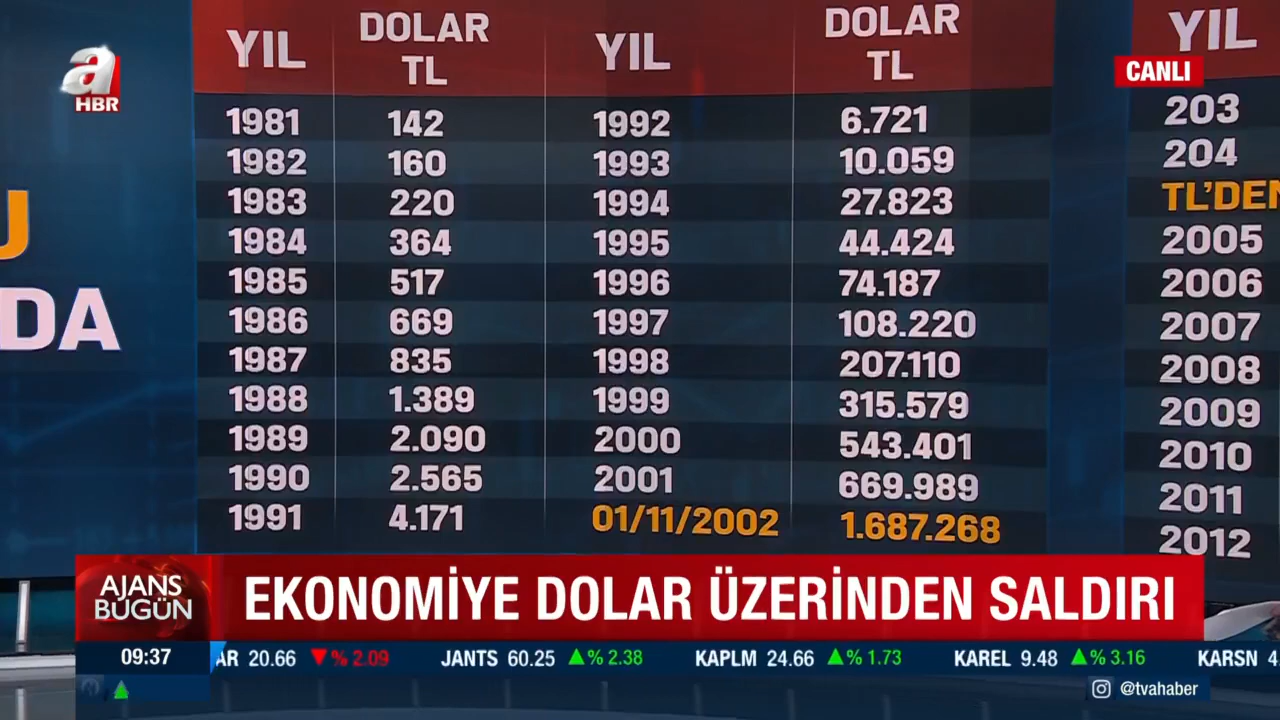 a
HBR
CANLI
YIL DOLAR TL YIL DOLAR TL YIL
1981 142 1992 6.721 203
1982 160 1993 10.059 204
1983 220 1994 27.823 TL'DEN
1984 364 1995 44.424 2005
1985 517 1996 74.187 2006
1986 669 1997 108.220 2007
1987 835 1998 207.110 2008
1988 1.389 1999 315.579 2009
1989 2.090 2000 543.401 2010
1990 2.565 2001 669.989 2011
1991 4.171 01/11/2002 1.687.268 2012
U
DA
AJANS
BUGÜN
EKONOMİYE DOLAR ÜZERİNDEN SALDIRI
09:37 AR 20.66 % 2.09 JANTS 60.25 % 2.38 KAPLM 24.66 % 1.73 KAREL 9.48 % 3.16 KARSN 4
@tvahaber